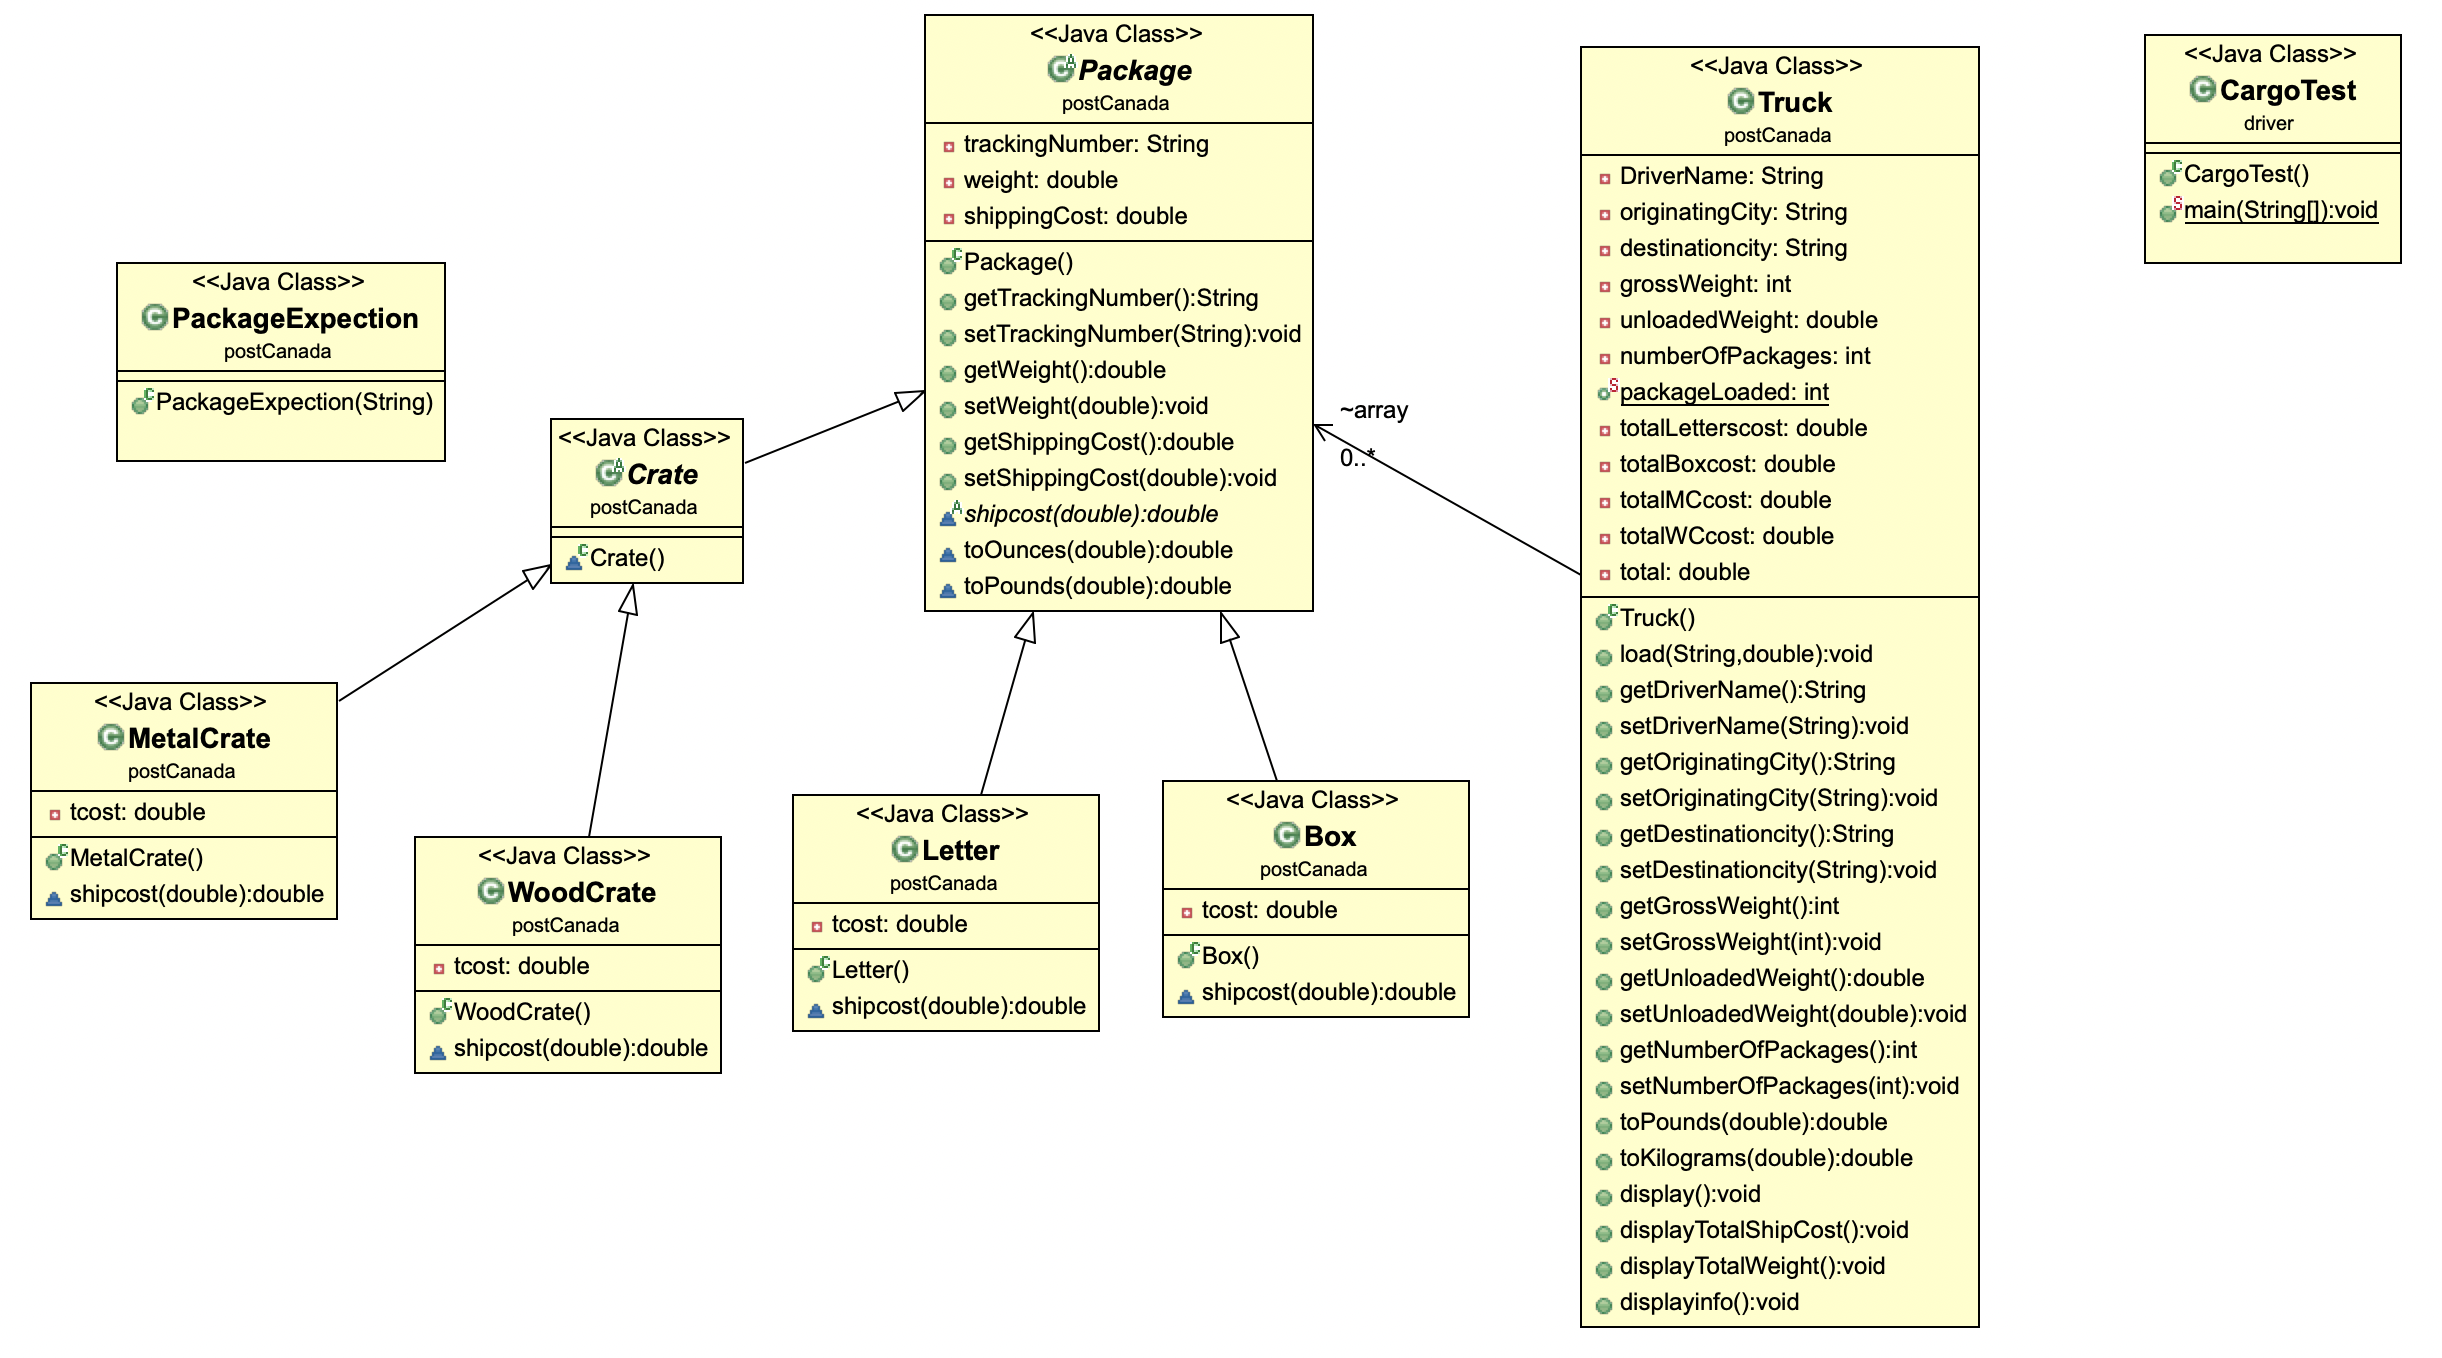 <<Java Class>>
PackageExpection
postCanada
PackageExpection(String)
<<Java Class>>
Crate
postCanada
Crate()
<<Java Class>>
MetalCrate
postCanada
tcost: double
MetalCrate()
shipcost(double):double
<<Java Class>>
WoodCrate
postCanada
tcost: double
WoodCrate()
shipcost(double):double
<<Java Class>>
Package
postCanada
trackingNumber: String
weight: double
shippingCost: double
Package()
getTrackingNumber():String
setTrackingNumber(String):void
getWeight():double
setWeight(double):void
getShippingCost():double
setShippingCost(double):void
shipcost(double):double
toOunces(double):double
toPounds(double):double
<<Java Class>>
Letter
postCanada
tcost: double
Letter()
shipcost(double):double
<<Java Class>>
Box
postCanada
tcost: double
Box()
shipcost(double):double
~array
0..*
<<Java Class>>
Truck
postCanada
DriverName: String
originatingCity: String
destinationcity: String
grossWeight: int
unloadedWeight: double
numberOfPackages: int
packageLoaded: int
totalLetterscost: double
totalBoxcost: double
totalMCcost: double
totalWCcost: double
total: double
Truck()
load(String,double):void
getDriverName():String
setDriverName(String):void
getOriginatingCity():String
setOriginatingCity(String):void
getDestinationcity():String
setDestinationcity(String):void
getGrossWeight():int
setGrossWeight(int):void
getUnloadedWeight():double
setUnloadedWeight(double):void
getNumberOfPackages():int
setNumberOfPackages(int):void
toPounds(double):double
toKilograms(double):double
display():void
displayTotalShipCost():void
displayTotalWeight():void
displayinfo():void
<<Java Class>>
CargoTest
driver
CargoTest()
main(String[]):void